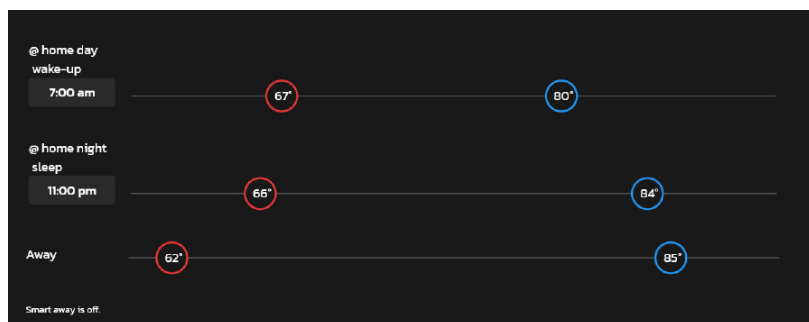 @ home day
wake-up
7:00 am
67°
80°
@ home night
sleep
11:00 pm
66°
84°
Away
62°
85°
Smart away is off.